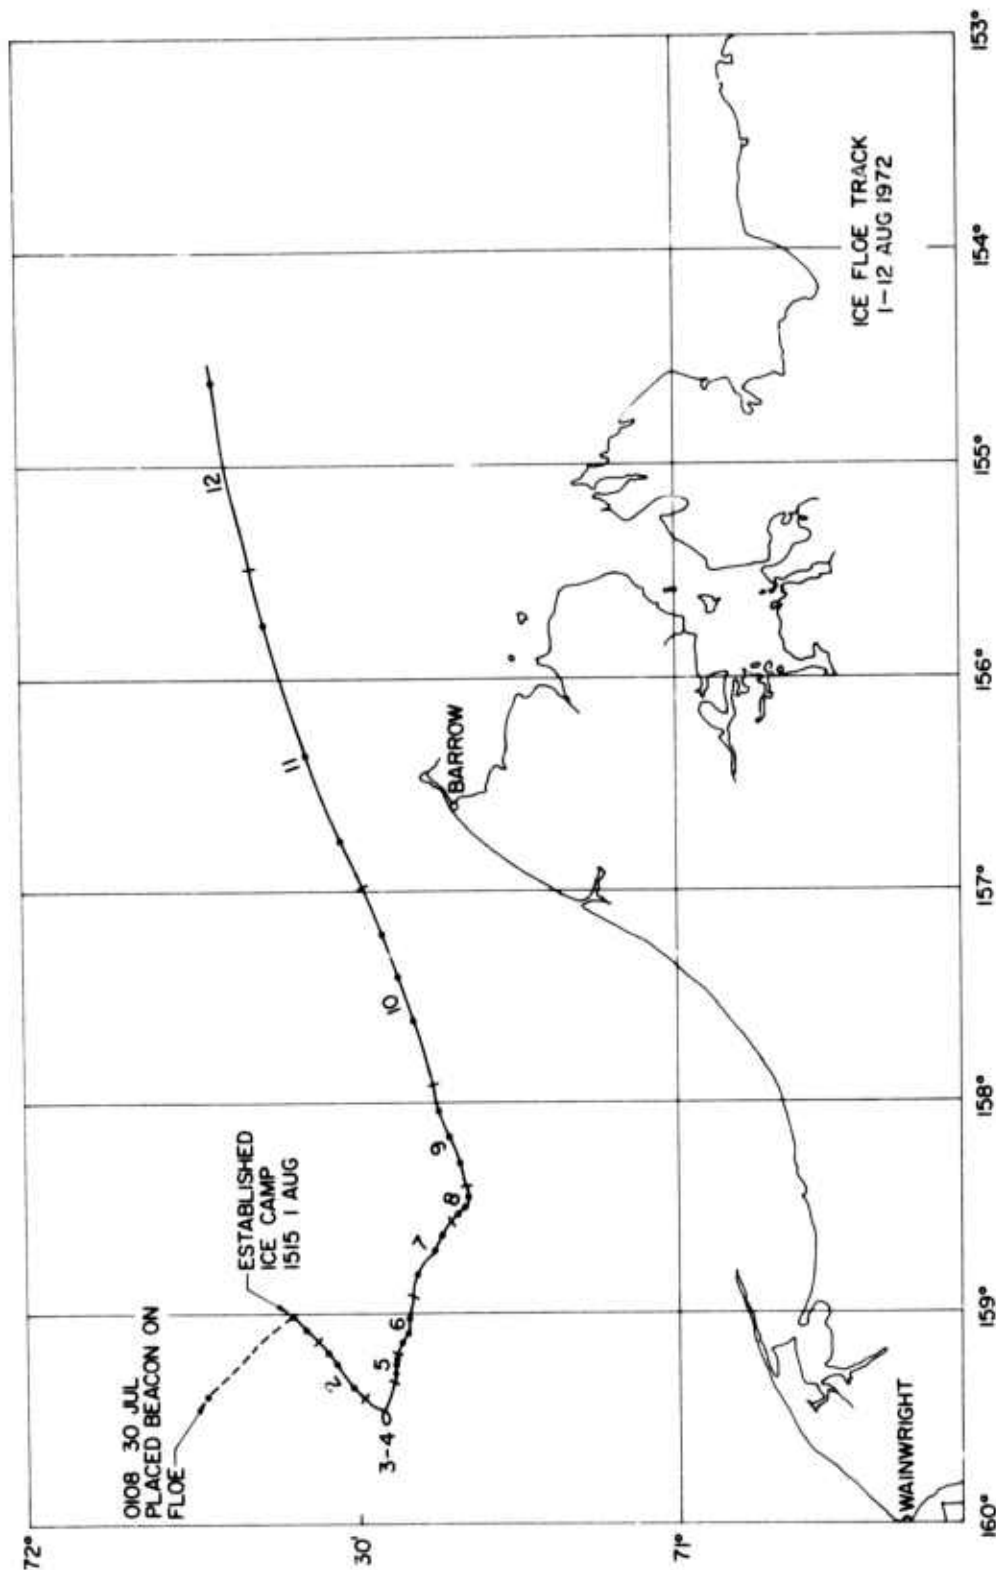 0108 30 JUL
PLACED BEACON ON
FLOE
ESTABLISHED
ICE CAMP
1515 1 AUG
72°
30'
71°
2
3-4
5
6
7
8
9
10
11
12
BARROW
WAINWRIGHT
ICE FLOE TRACK
1-12 AUG 1972
160°
159°
158°
157°
156°
155°
154°
153°